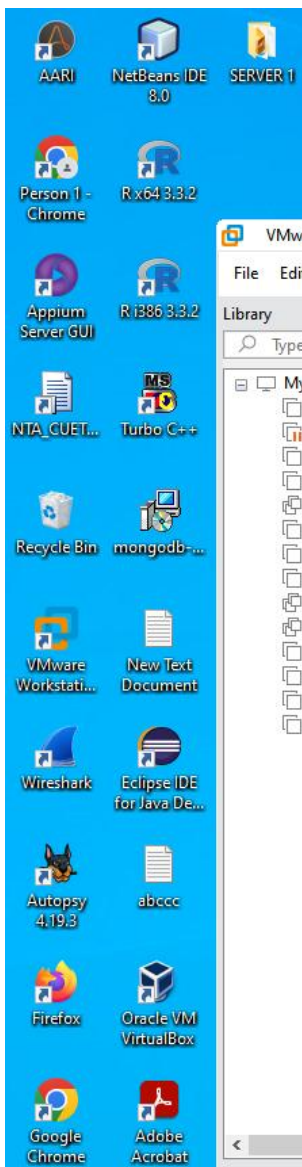 AARI
NetBeans IDE
8.0
SERVER 1
Person 1 -
Chrome
R x64 3.3.2
Appium
Server GUI
R i386 3.3.2
NTA_CUET...
MS
Turbo C++
Recycle Bin
mongodb-...
VMware
Workstati...
New Text
Document
Wireshark
Eclipse IDE
for Java De...
Autopsy
4.19.3
abccc
Firefox
Oracle VM
VirtualBox
Google
Chrome
Adobe
Acrobat
VMw
File Edi
Library
Type
My